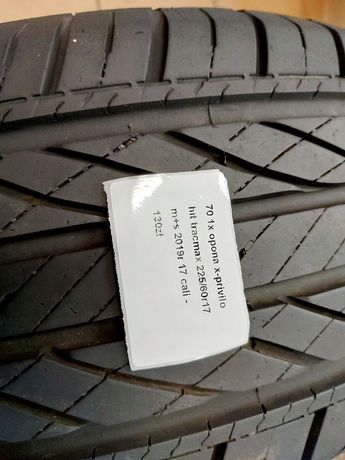 70 1x opona x-privilo
hit tracmax 225/60r17
m+s 2019r 17 cali -
130zł